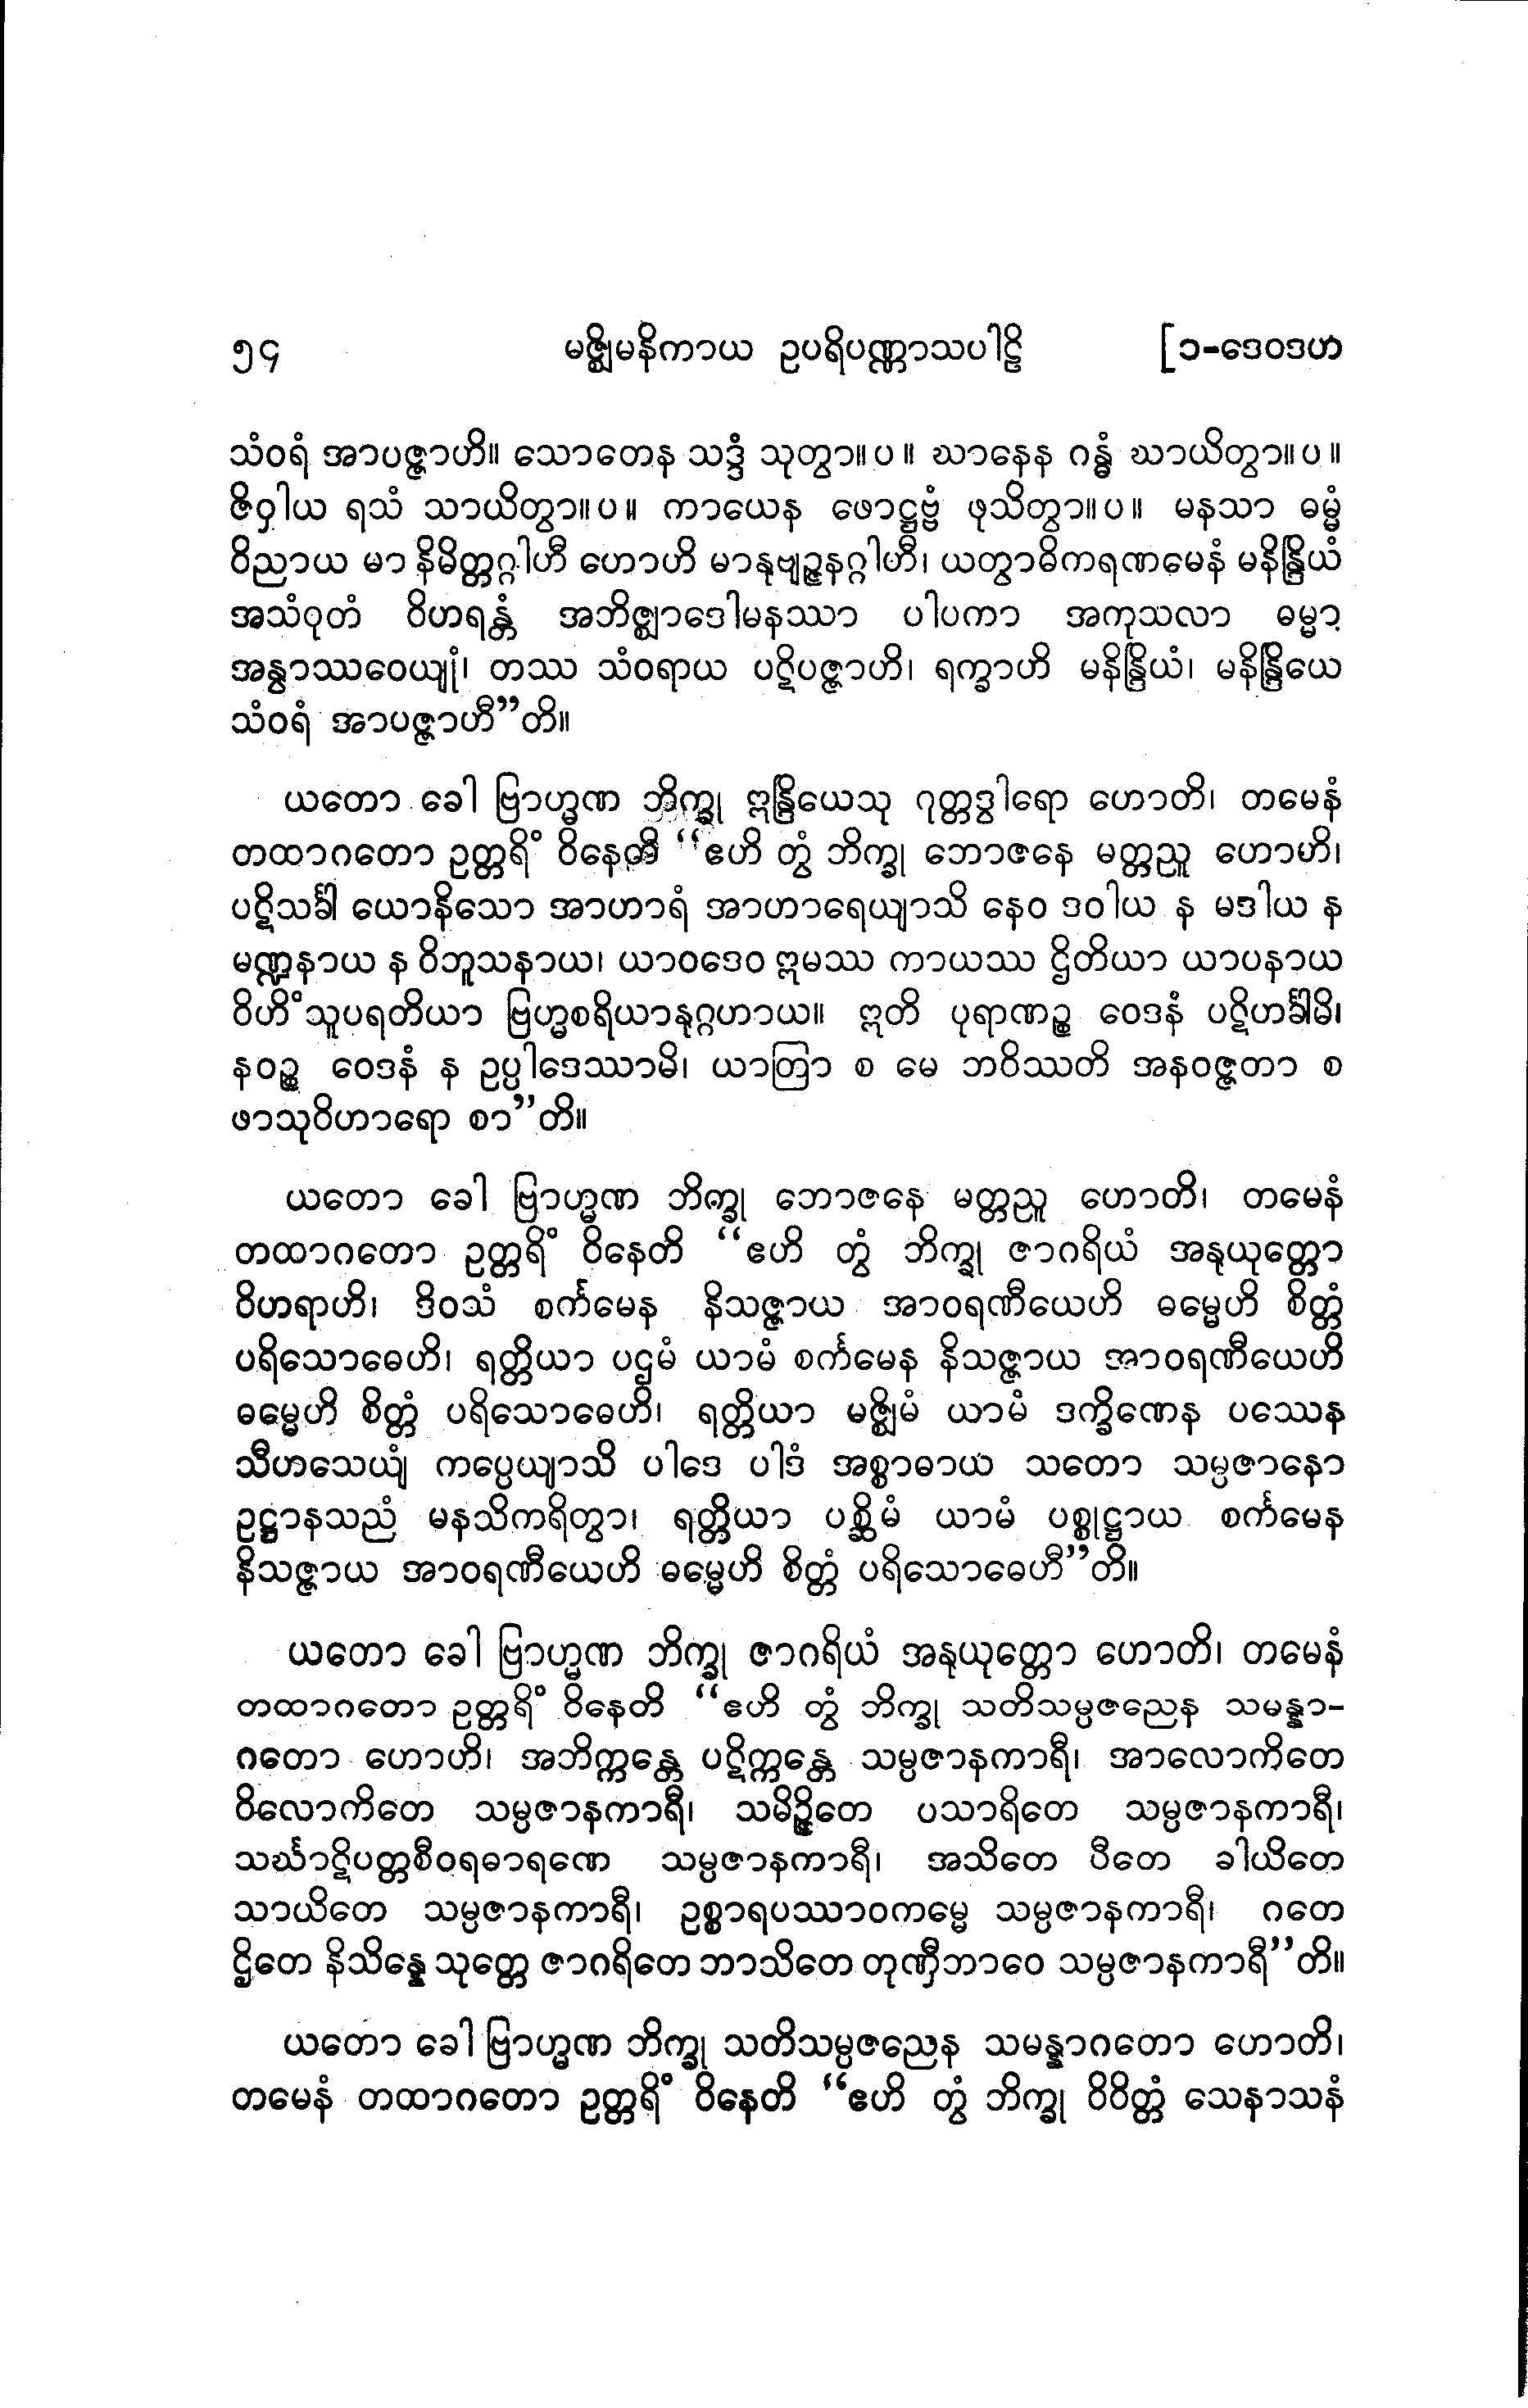 ၅၄ မဇ္ဈိမနိကာယ ဥပရိပဏ္ဏာသပါဠိ [၁-ဒေဝဒဟ
သံဝရံ အာပဇ္ဇာဟိ။ သောတေန သဒ္ဒံ သုတွာ။ပ။ ဃာနေန ဂန္ဓံ ဃာယိတွာ။ပ။
ဇိဝှါယ ရသံ သာယိတွာ။ပ။ ကာယေန ဖောဋ္ဌဗ္ဗံ ဖုသိတွာ။ပ။ မနသာ ဓမ္မံ
ဝိညာယ မာ နိမိတ္တဂ္ဂါဟီ ဟောဟိ မာနုဗျဉ္ဇနဂ္ဂါဟီ၊ ယတွာဓိကရဏမေနံ မနိန္ဒြိယံ
အသံဝုတံ ဝိဟရန္တံ အဘိဇ္ဈာဒေါမနဿာ ပါပကာ အကုသလာ ဓမ္မာ
အန္វာဿဝေယျုံ၊ တဿ သံဝရာယ ပဋိပဇ္ဇာဟိ၊ ရက္ခာဟိ မနိန္ဒြိယံ၊ မနိန္ဒြိယေ
သံဝရံ အာပဇ္ဇာဟီ”တိ။
ယတော ခေါ ဗြာဟ္မဏ ဘိက္ခု ဣန္ဒြိယေသု ဂုတ္တဒွါရော ဟောတိ၊ တမေနံ
တထာဂတော ဥတ္တရိံ ဝိနေတိ “ဧဟိ တွံ ဘိက္ခု ဘောဇနေ မတ္တညူ ဟောဟိ၊
ပဋိသင်္ခါ ယောနိသော အာဟာရံ အာဟာရေယျာသိ နေဝ ဒဝါယ န မဒါယ န
မဏ္ဍနာယ န ဝိဘူသနာယ၊ ယာဝဒေဝ ဣမဿ ကာယဿ ဌိတိယာ ယာပနာယ
ဝိဟိံသူပရတိယာ ဗြဟ္မစရိယာနုဂ္ဂဟာယ။ ဣတိ ပုရာဏဉ္စ ဝေဒနံ ပဋိဟင်္ခါမိ၊
နဝဉ္စ ဝေဒနံ န ဥပ္ပါဒေဿာမိ၊ ယာတြာ စ မေ ဘဝိဿတိ အနဝဇ္ဇတာ စ
ဖာသုဝိဟာရော စာ”တိ။
ယတော ခေါ ဗြာဟ္မဏ ဘိက္ခု ဘောဇနေ မတ္တညူ ဟောတိ၊ တမေနံ
တထာဂတော ဥတ္တရိံ ဝိနေတိ “ဧဟိ တွံ ဘိက္ခု ဇာဂရိယံ အနုယုတ္တော
ဝိဟရာဟိ၊ ဒိဝသံ စင်္ကမေန နိသဇ္ဇာယ အာဝရဏီယေဟိ ဓမ္မေဟိ စိတ္တံ
ပရိသောဓေဟိ၊ ရတ္တိယာ ပဌမံ ယာမံ စင်္ကမေန နိသဇ္ဇာယ အာဝရဏီယေဟိ
ဓမ္မေဟိ စိတ္တံ ပရိသောဓေဟိ၊ ရတ္တိယာ မဇ္ဈိမံ ယာမံ ဒက္ခိဏေန ပဿေန
သီဟသေယျံ ကပ္ပေယျာသိ ပါဒေ ပါဒံ အစ္စာဓာယ သတော သမ္ပဇာနော
ဥဋ္ဌာနသညံ မနသိကရိတွာ၊ ရတ္တိယာ ပစ္ဆိမံ ယာမံ ပစ္စုဋ္ဌာယ စင်္ကမေန
နိသဇ္ဇာယ အာဝရဏီယေဟိ ဓမ္မေဟိ စိတ္တံ ပရိသောဓေဟီ”တိ။
ယတော ခေါ ဗြာဟ္မဏ ဘိက္ခု ဇာဂရိယံ အနုယုတ္တော ဟောတိ၊ တမေနံ
တထာဂတော ဥတ္တရိံ ဝိနေတိ “ဧဟိ တွံ ဘိက္ခု သတိသမ္ပဇညေန သမန္နာ-
ဂတော ဟောဟိ၊ အဘိက္ကန္တေ ပဋိက္ကန္တေ သမ္ပဇာနကာရီ၊ အာလောကိတေ
ဝိလောကိတေ သမ္ပဇာနကာရီ၊ သမိဉ္ဇိတေ ပသာရိတေ သမ္ပဇာနကာရီ၊
သင်္ဃာဋိပတ္တစီဝရဓာရဏေ သမ္ပဇာနကာရီ၊ အသိတေ ပီတေ ခါယိတေ
သာယိတေ သမ္ပဇာနကာရီ၊ ဥစ္စာရပဿာဝကမ္မေ သမ္ပဇာနကာရီ၊ ဂတေ
ဌိတေ နိသိန္နေ သုတ္တေ ဇာဂရိတေ ဘာသိတေ တုဏှီဘာဝေ သမ္ပဇာနကာရီ”တိ။
ယတော ခေါ ဗြာဟ္မဏ ဘိက္ခု သတိသမ္ပဇညေန သမန္နာဂတော ဟောတိ၊
တမေနံ တထာဂတော ဥတ္တရိံ ဝိနေတိ “ဧဟိ တွံ ဘိက္ခု ဝိဝိတ္တံ သေနာသနံ